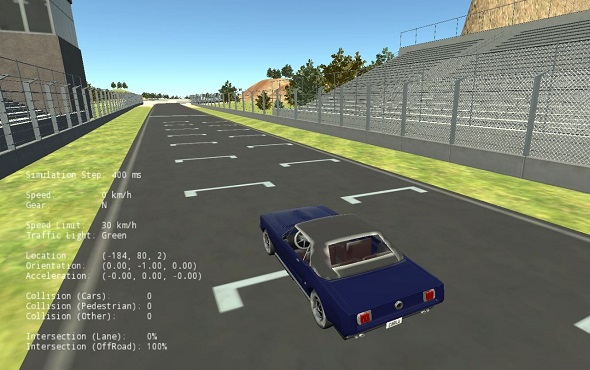 Simulation Step: 400 ms
Speed: 0 km/h
Gear: N
Speed Limit: 30 km/h
Traffic Light: Green
Location (-184, 80, 2)
Orientation: (0.00, -1.00, 0.00)
Acceleration: (-0.00, 0.00, -0.00)
Collision (Cars): 0
Collision (Pedestrian): 0
Collision (Other): 0
Intersection (Lane): 0%
Intersection (OffRoad): 100%